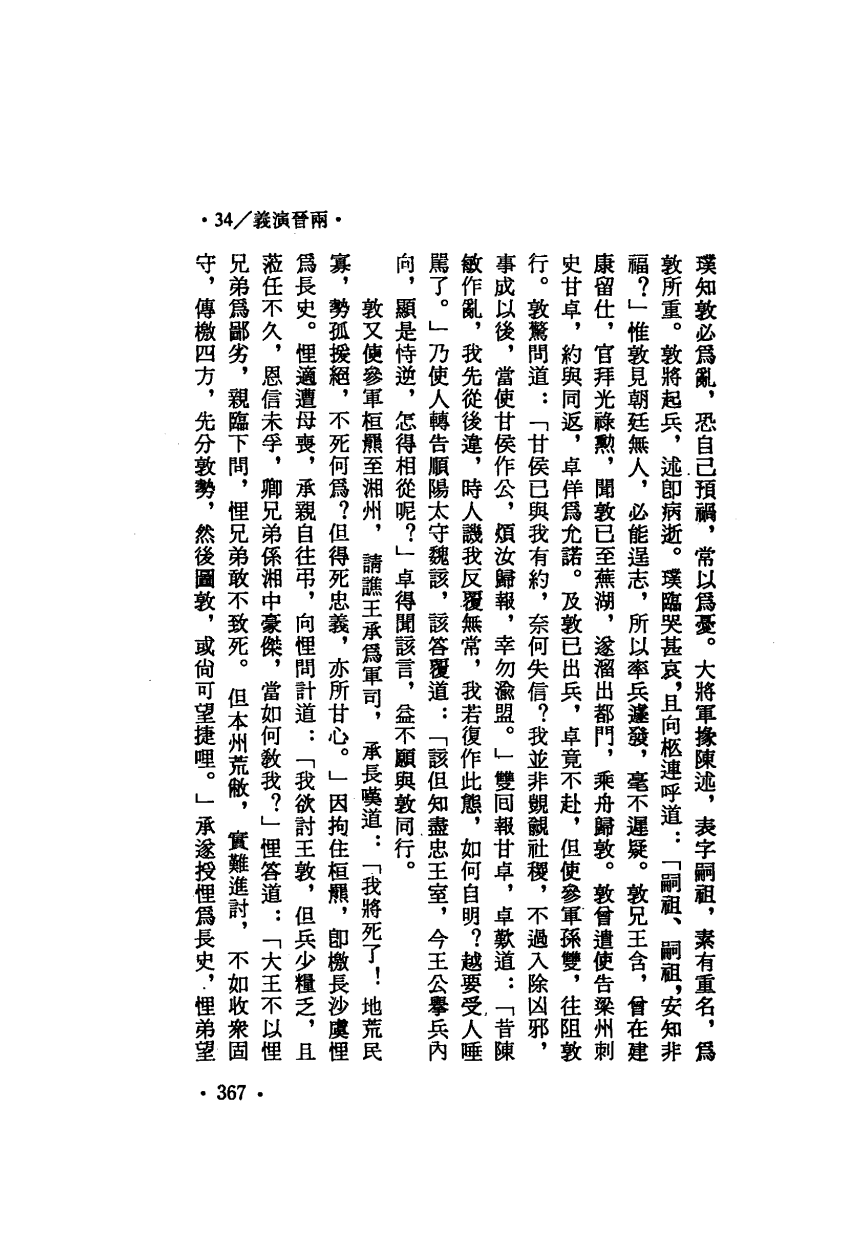 ・34／義演晉兩・
璞知敦必爲亂，恐自己預禍，常以爲憂。大將軍掾陳述，表字嗣祖，素有重名，爲
敦所重。敦將起兵，述卽病逝。璞臨哭甚哀，且向柩連呼道：「嗣祖、嗣祖，安知非
福？」惟敦見朝廷無人，必能逞志，所以率兵遽發，毫不遲疑。敦兄王含，曾在建
康留仕，官拜光祿勳，聞敦已至蕪湖，遂溜出都門，乘舟歸敦。敦曾遣使告梁州刺
史甘卓，約與同返，卓佯爲允諾。及敦已出兵，卓竟不赴，但使參軍孫雙，往阻敦
行。敦驚問道：「甘侯已與我有約，奈何失信？我並非覬覦社稷，不過入除凶邪，
事成以後，當使甘侯作公，煩汝歸報，幸勿渝盟。」雙回報甘卓，卓歎道：「昔陳
敏作亂，我先從後違，時人譏我反覆無常，我若復作此態，如何自明？越要受人唾
罵了。」乃使人轉告順陽太守魏該，該答覆道：「該但知盡忠王室，今王公舉兵內
向，顯是恃逆，怎得相從呢？」卓得聞該言，益不願與敦同行。
敦又使參軍桓羆至湘州，請譙王承爲軍司，承長嘆道：「我將死了！地荒民
寡，勢孤援絕，不死何爲？但得死忠義，亦所甘心。」因拘住桓羆，卽檄長沙虞悝
爲長史。悝適遭母喪，承親自往弔，向悝問計道：「我欲討王敦，但兵少糧乏，且
蒞任不久，恩信未孚，卿兄弟係湘中豪傑，當如何教我？」悝答道：「大王不以悝
兄弟爲鄙劣，親臨下問，悝兄弟敢不致死。但本州荒敝，實難進討，不如收衆固
守，傳檄四方，先分敦勢，然後圖敦，或尙可望捷哩。」承遂授悝爲長史，悝弟望
・367・